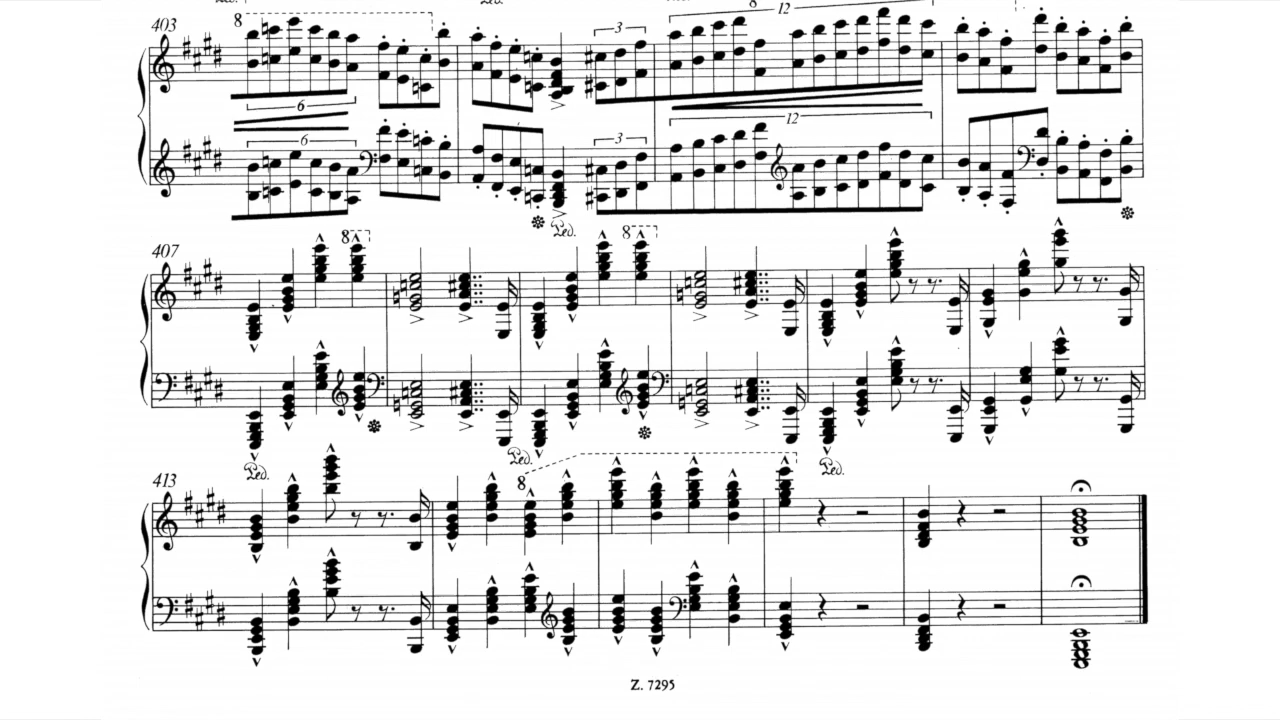 403 8 3 8 12
6
6 3 12
Ped.
407 8 8
Ped. Ped. Ped.
413 8
Z. 7295